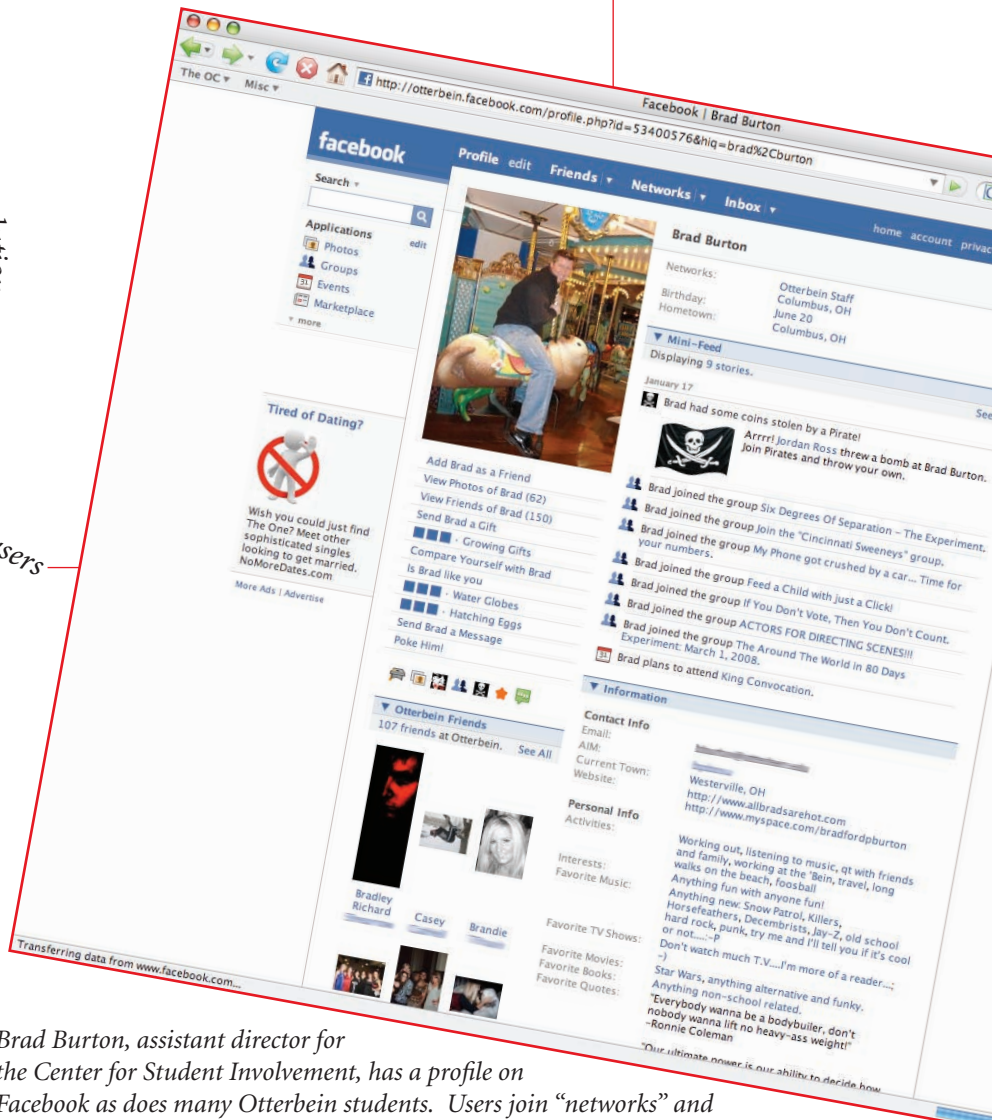 Facebook | Brad Burton
http://otterbein.facebook.com/profile.php?id=53400576&hiq=brad%2Cburton
The OC
Misc
facebook
Profile edit Friends Networks Inbox
home account privac
Search
Applications edit
Photos
Groups
Events
Marketplace
more
Tired of Dating?
Wish you could just find
The One? Meet other
sophisticated singles
looking to get married.
NoMoreDates.com
More Ads | Advertise
users
Add Brad as a Friend
View Photos of Brad (62)
View Friends of Brad (150)
Send Brad a Gift
- Growing Gifts
Compare Yourself with Brad
Is Brad like you
- Water Globes
- Hatching Eggs
Send Brad a Message
Poke Him!
Otterbein Friends
107 friends at Otterbein. See All
Bradley
Richard
Casey
Brandie
Brad Burton
Networks: Otterbein Staff
Columbus, OH
Birthday: June 20
Hometown: Columbus, OH
Mini-Feed
Displaying 9 stories. See
January 17
Brad had some coins stolen by a Pirate!
Arrrr! Jordan Ross threw a bomb at Brad Burton.
Join Pirates and throw your own.
Brad joined the group Six Degrees Of Separation - The Experiment.
Brad joined the group Join the "Cincinnati Sweeneys" group,
Brad joined the group My Phone got crushed by a car... Time for
your numbers.
Brad joined the group Feed a Child with just a Click!
Brad joined the group If You Don't Vote, Then You Don't Count.
Brad joined the group ACTORS FOR DIRECTING SCENES!!!
Brad joined the group The Around The World in 80 Days
Experiment: March 1, 2008.
Brad plans to attend King Convocation.
Information
Contact Info
Email:
AIM:
Current Town: Westerville, OH
Website: http://www.allbradsarehot.com
http://www.myspace.com/bradfordpburton
Personal Info
Activities: Working out, listening to music, qt with friends
and family, working at the 'Bein, travel, long
walks on the beach, foosball
Interests: Anything fun with anyone fun!
Favorite Music: Anything new: Snow Patrol, Killers,
Horsefeathers, Decembrists, Jay-Z, old school
hard rock, punk, try me and I'll tell you if it's cool
or not....:-P
Favorite TV Shows: Don't watch much T.V....I'm more of a reader...;
-)
Favorite Movies: Star Wars, anything alternative and funky.
Favorite Books: Anything non-school related.
Favorite Quotes: "Everybody wanna be a bodybuiler, don't
nobody wanna lift no heavy-ass weight!"
-Ronnie Coleman
"Our ultimate power is our ability to decide how
Transferring data from www.facebook.com...
Brad Burton, assistant director for
the Center for Student Involvement, has a profile on
Facebook as does many Otterbein students. Users join “networks” and